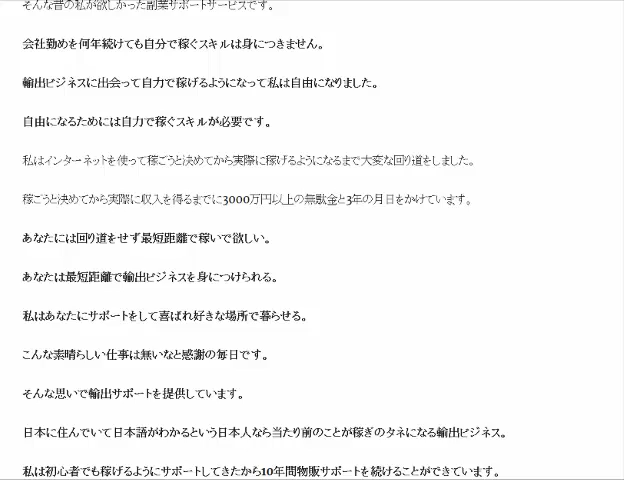 そんな昔の私が欲しかった副業サポートサービスです。
会社勤めを何年続けても自分で稼ぐスキルは身につきません。
輸出ビジネスに出会って自力で稼げるようになって私は自由になりました。
自由になるためには自力で稼ぐスキルが必要です。
私はインターネットを使って稼ごうと決めてから実際に稼げるようになるまで大変な回り道をしました。
稼ごうと決めてから実際に収入を得るまでに3000万円以上の無駄金と3年の月日をかけています。
あなたには回り道をせず最短距離で稼いで欲しい。
あなたは最短距離で輸出ビジネスを身につけられる。
私はあなたにサポートをして喜ばれ好きな場所で暮らせる。
こんな素晴らしい仕事は無いなと感謝の毎日です。
そんな思いで輸出サポートを提供しています。
日本に住んでいて日本語がわかるという日本人なら当たり前のことが稼ぎのタネになる輸出ビジネス。
私は初心者でも稼げるようにサポートしてきたから10年間物販サポートを続けることができています。